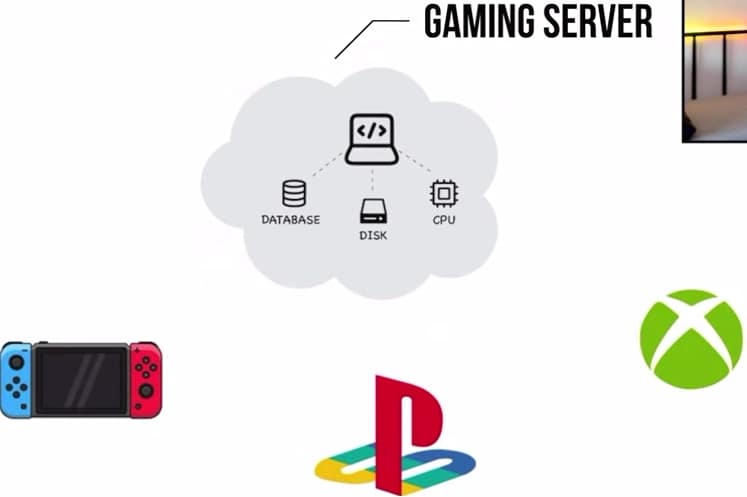 GAMING SERVER
</>
DATABASE
DISK
CPU